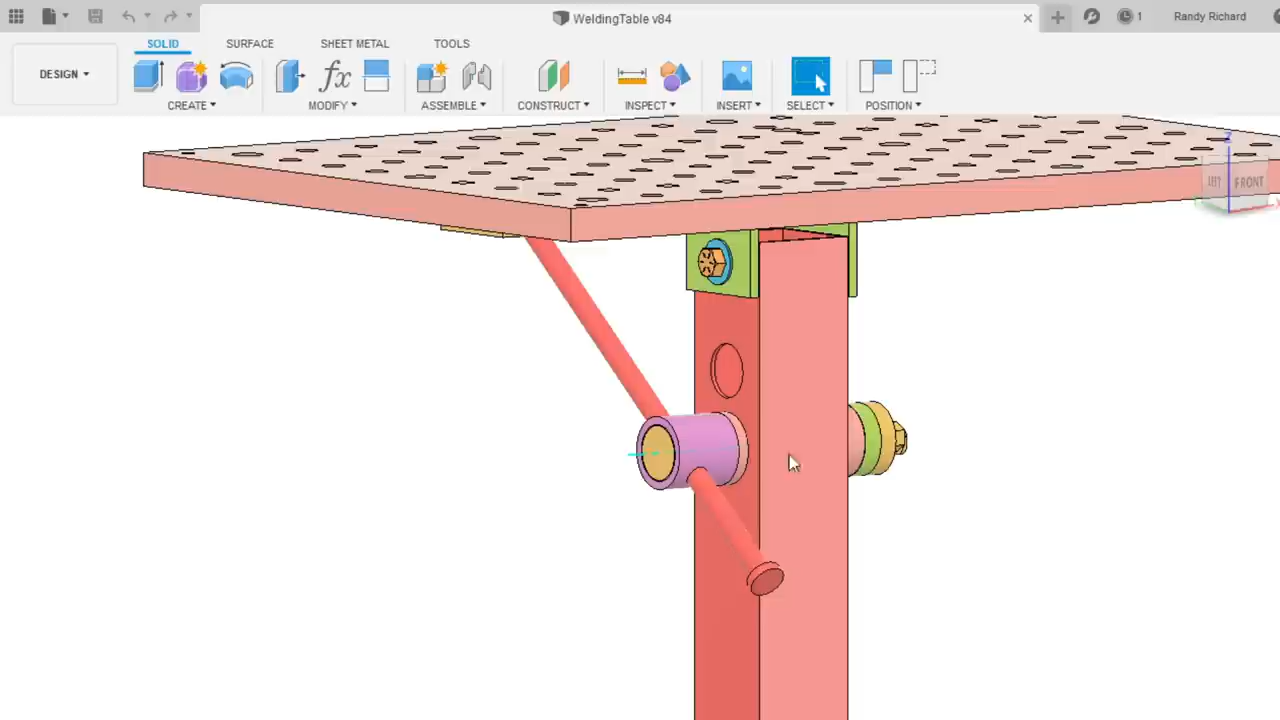 WeldingTable v84
1
Randy Richard
SOLID SURFACE SHEET METAL TOOLS
DESIGN
CREATE MODIFY ASSEMBLE CONSTRUCT INSPECT INSERT SELECT POSITION
Z
FRONT